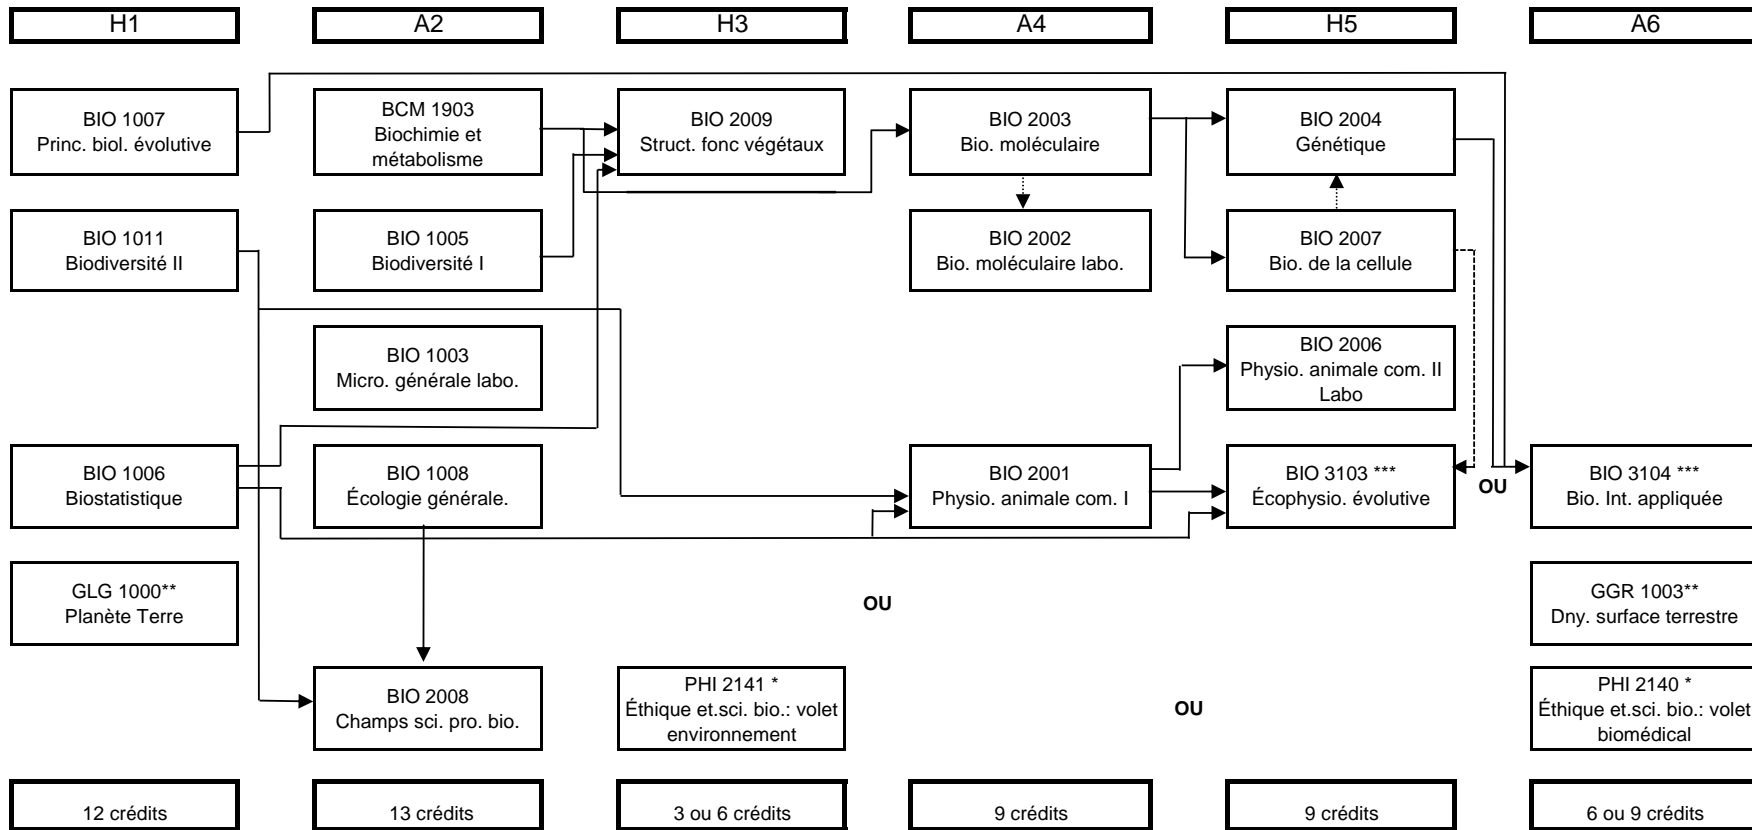 H1
A2
H3
A4
H5
A6
BIO 1007
Princ. biol. évolutive
BCM 1903
Biochimie et
métabolisme
BIO 2009
Struct. fonc végétaux
BIO 2003
Bio. moléculaire
BIO 2004
Génétique
BIO 1011
Biodiversité II
BIO 1005
Biodiversité I
BIO 2002
Bio. moléculaire labo.
BIO 2007
Bio. de la cellule
BIO 1003
Micro. générale labo.
BIO 2006
Physio. animale com. II
Labo
BIO 1006
Biostatistique
BIO 1008
Écologie générale.
BIO 2001
Physio. animale com. I
BIO 3103 ***
Écophysio. évolutive
OU
BIO 3104 ***
Bio. Int. appliquée
GLG 1000**
Planète Terre
OU
GGR 1003**
Dny. surface terrestre
BIO 2008
Champs sci. pro. bio.
PHI 2141 *
Éthique et.sci. bio.: volet
environnement
OU
PHI 2140 *
Éthique et.sci. bio.: volet
biomédical
12 crédits
13 crédits
3 ou 6 crédits
9 crédits
9 crédits
6 ou 9 crédits